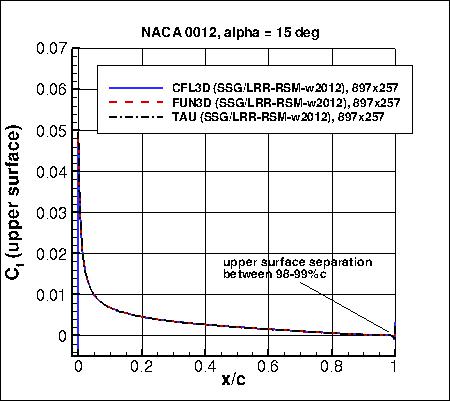 NACA 0012, alpha = 15 deg
0.07
CFL3D (SSG/LRR-RSM-w2012), 897x257
FUN3D (SSG/LRR-RSM-w2012), 897x257
TAU (SSG/LRR-RSM-w2012), 897x257
0.06
0.05
0.04
0.03
0.02
0.01
0
Cf (upper surface)
upper surface separation
between 98-99%c
0 0.2 0.4 0.6 0.8 1
x/c